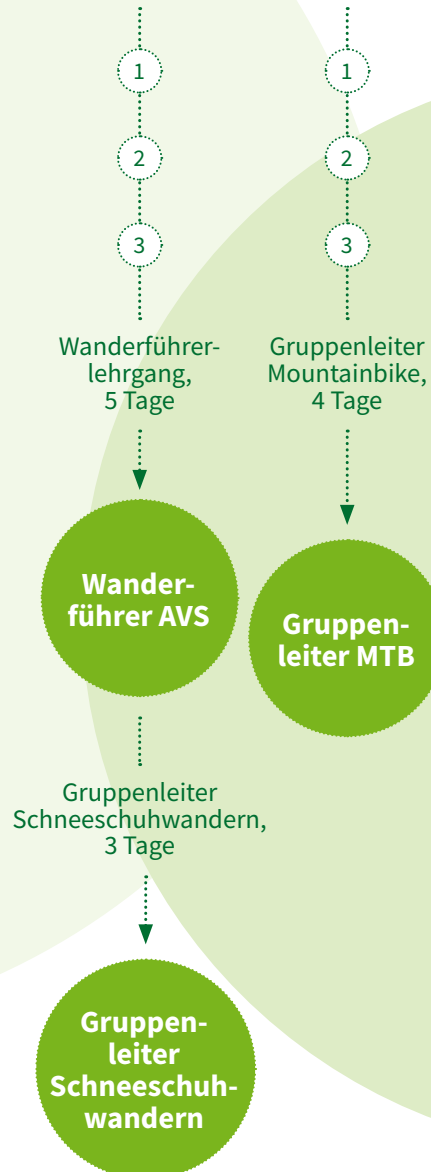 1
2
3
Wanderführer-
lehrgang,
5 Tage
Wander-
führer AVS
Gruppenleiter
Schneeschuhwandern,
3 Tage
Gruppen-
leiter
Schneeschuh-
wandern
1
2
3
Gruppenleiter
Mountainbike,
4 Tage
Gruppen-
leiter MTB